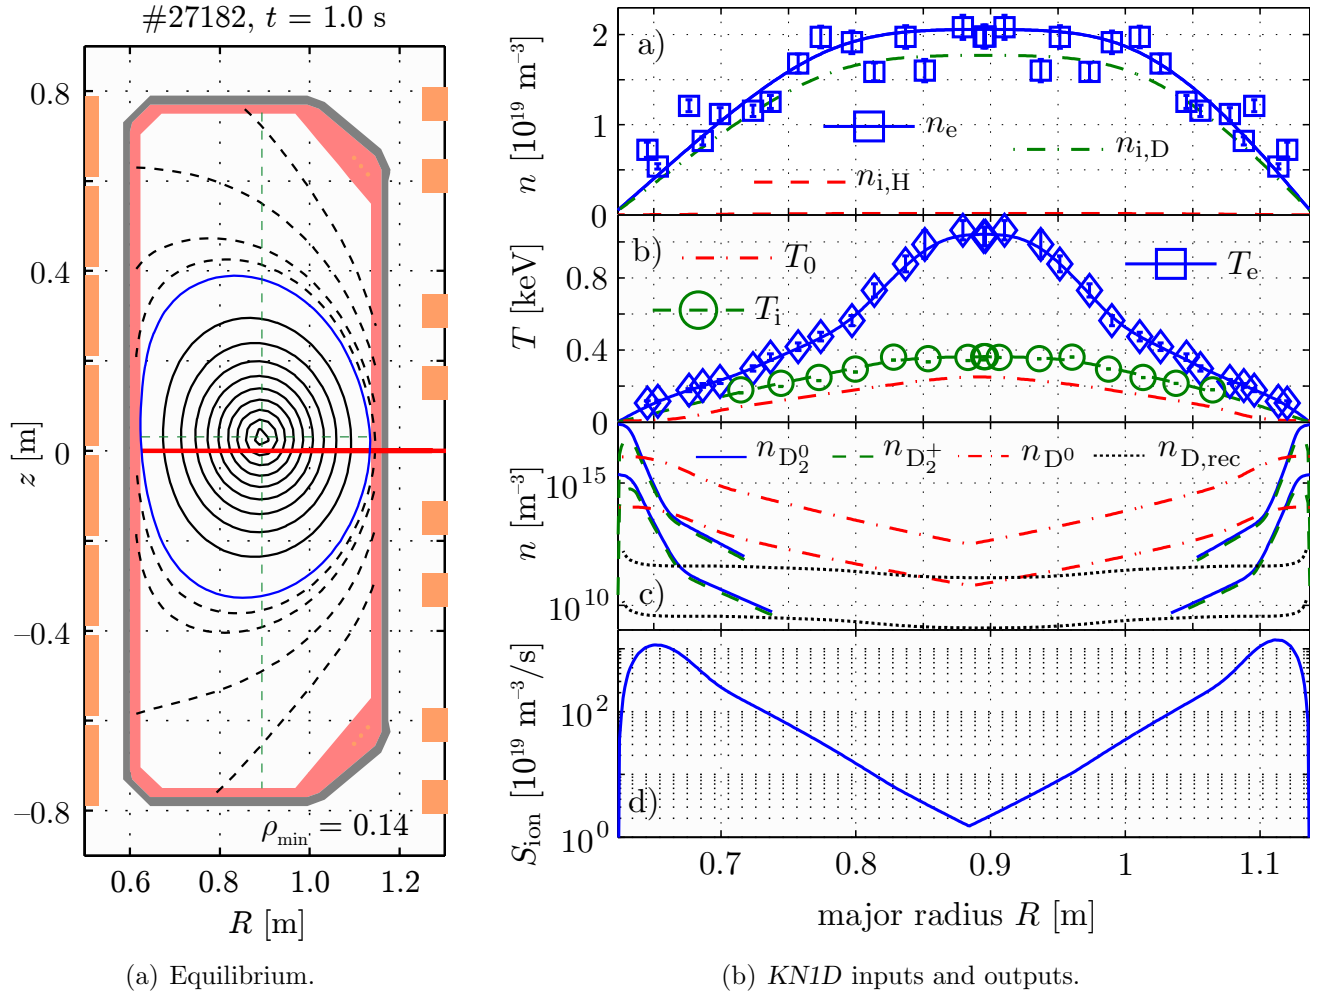 #27182, t = 1.0 s
0.8
0.4
0
−0.4
−0.8
z [m]
ρmin = 0.14
0.6 0.8 1.0 1.2
R [m]
(a) Equilibrium.
a)
n [10^19 m^−3]
2
1
0
ne
ni,D
ni,H
b)
T [keV]
0.8
0.4
0
T0
Te
Ti
n [m^−3]
10^15
10^10
nD2^0 nD2^+ nD^0 nD,rec
c)
Sion [10^19 m^−3/s]
10^2
10^0
d)
0.7 0.8 0.9 1 1.1
major radius R [m]
(b) KN1D inputs and outputs.